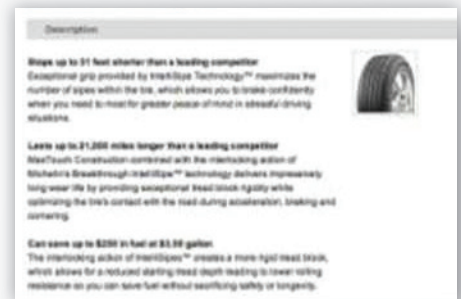 Description
Stops up to 31 feet shorter than a leading competitor
Exceptional grip provided by IntelliSipe Technology™ maximizes the
number of sipes within the tire, which allows you to brake confidently
when you need to most for greater peace of mind in stressful driving
situations.
Lasts up to 21,000 miles longer than a leading competitor
MaxTouch Construction combined with the interlocking action of
Michelin's Breakthrough IntelliSipe™ technology delivers impressively
long wear life by providing exceptional tread block rigidity while
optimizing the tire's contact with the road during acceleration, braking and
cornering.
Can save up to $250 in fuel at $3.50 gallon
The interlocking action of IntelliSipes™ creates a more rigid tread block,
which allows for a reduced starting tread depth leading to lower rolling
resistance so you can save fuel without sacrificing safety or longevity.